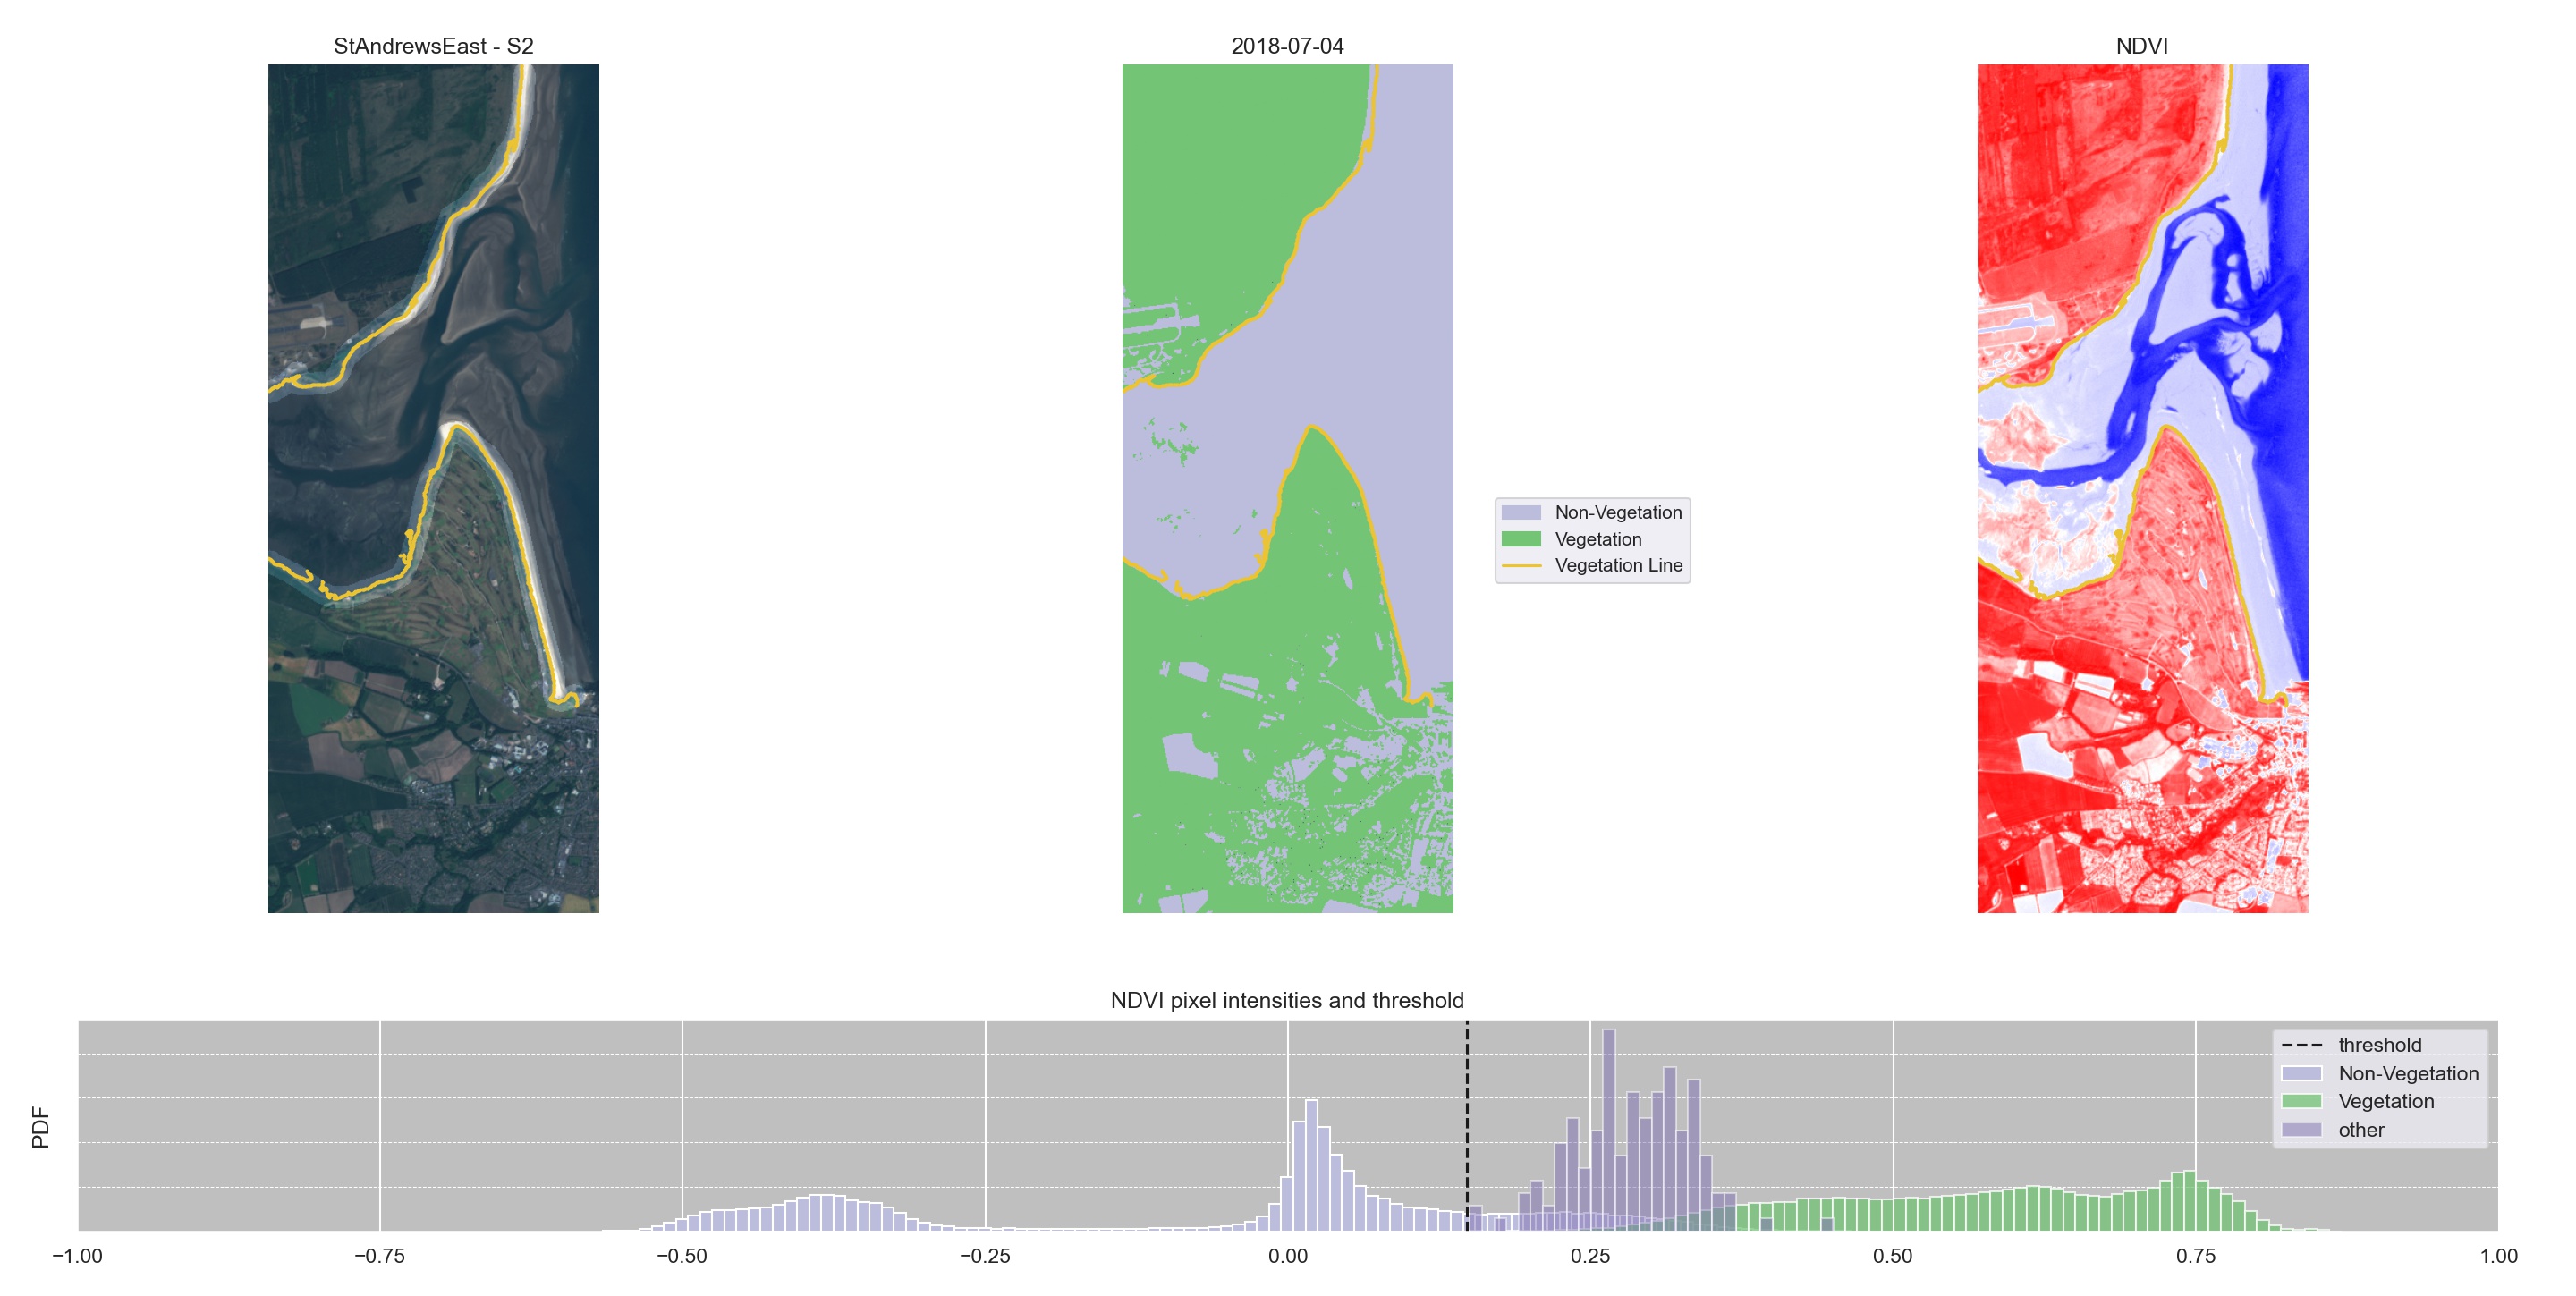 StAndrewsEast - S2
2018-07-04
NDVI
Non-Vegetation
Vegetation
Vegetation Line
NDVI pixel intensities and threshold
PDF
threshold
Non-Vegetation
Vegetation
other
−1.00 −0.75 −0.50 −0.25 0.00 0.25 0.50 0.75 1.00